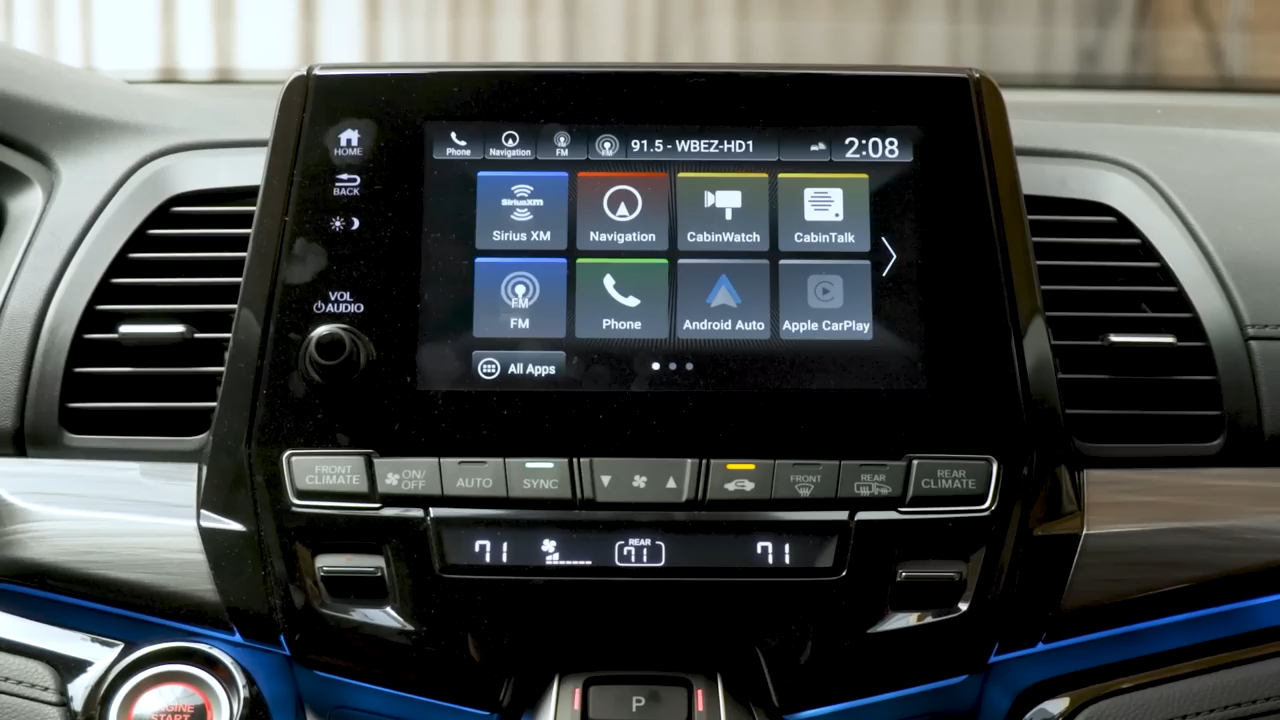 HOME
BACK
VOL
AUDIO
Phone
Navigation
FM
FM
91.5 - WBEZ-HD1
2:08
SiriusXM
Sirius XM
Navigation
CabinWatch
CabinTalk
FM
FM
Phone
Android Auto
Apple CarPlay
All Apps
FRONT
CLIMATE
ON/
OFF
AUTO
SYNC
FRONT
REAR
REAR
CLIMATE
71
REAR
71
71
ENGINE
START
P